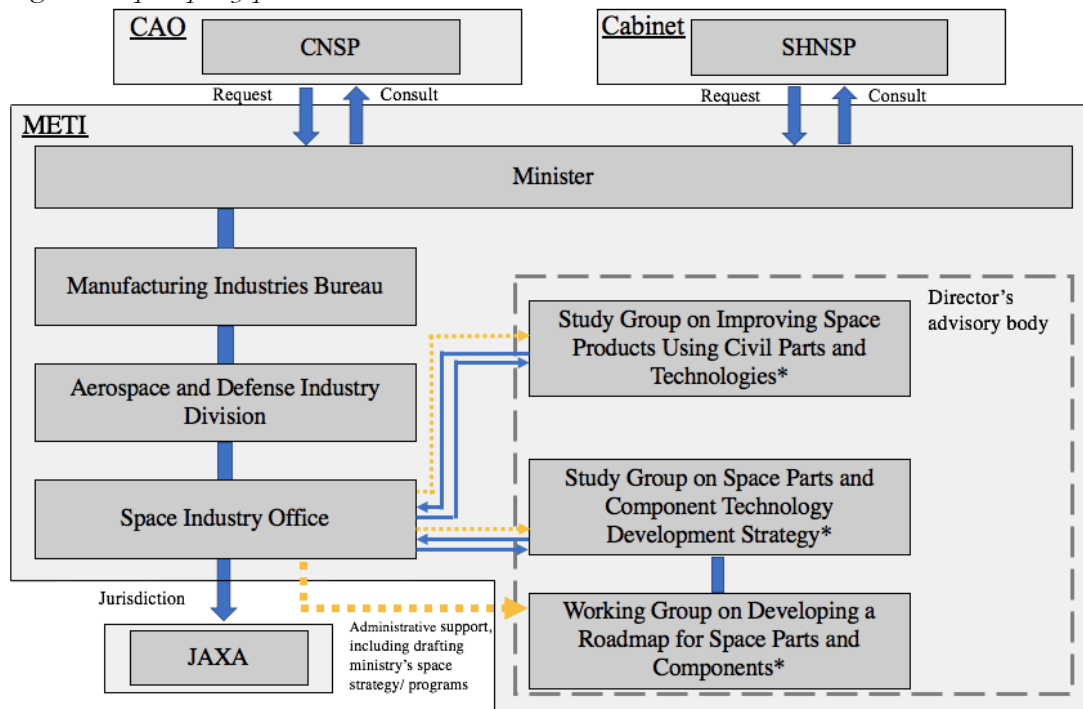 CAO
CNSP
Cabinet
SHNSP
Request
Consult
Request
Consult
METI
Minister
Manufacturing Industries Bureau
Director's
advisory body
Study Group on Improving Space
Products Using Civil Parts and
Technologies*
Aerospace and Defense Industry
Division
Study Group on Space Parts and
Component Technology
Development Strategy*
Space Industry Office
Jurisdiction
Working Group on Developing a
Roadmap for Space Parts and
Components*
Administrative support,
including drafting
ministry's space
strategy/ programs
JAXA